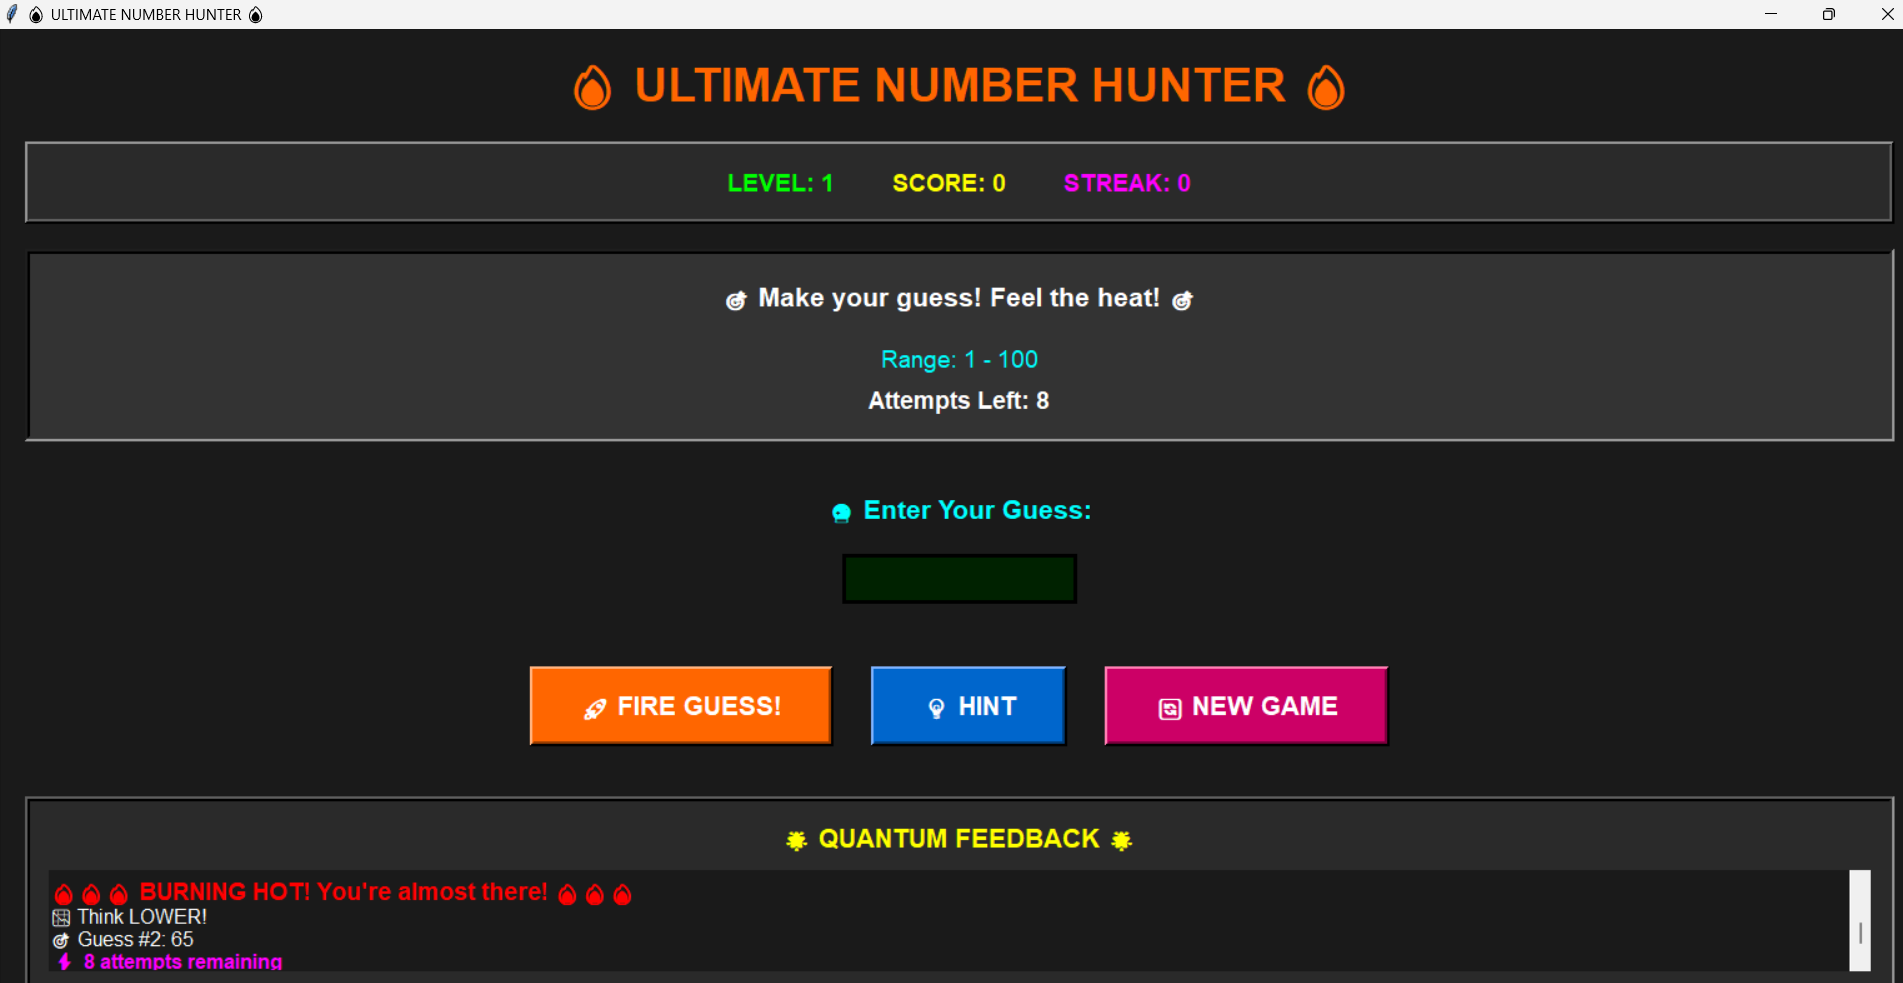 ULTIMATE NUMBER HUNTER
ULTIMATE NUMBER HUNTER
LEVEL: 1 SCORE: 0 STREAK: 0
Make your guess! Feel the heat!
Range: 1 - 100
Attempts Left: 8
Enter Your Guess:
FIRE GUESS! HINT NEW GAME
QUANTUM FEEDBACK
BURNING HOT! You're almost there!
Think LOWER!
Guess #2: 65
8 attempts remaining